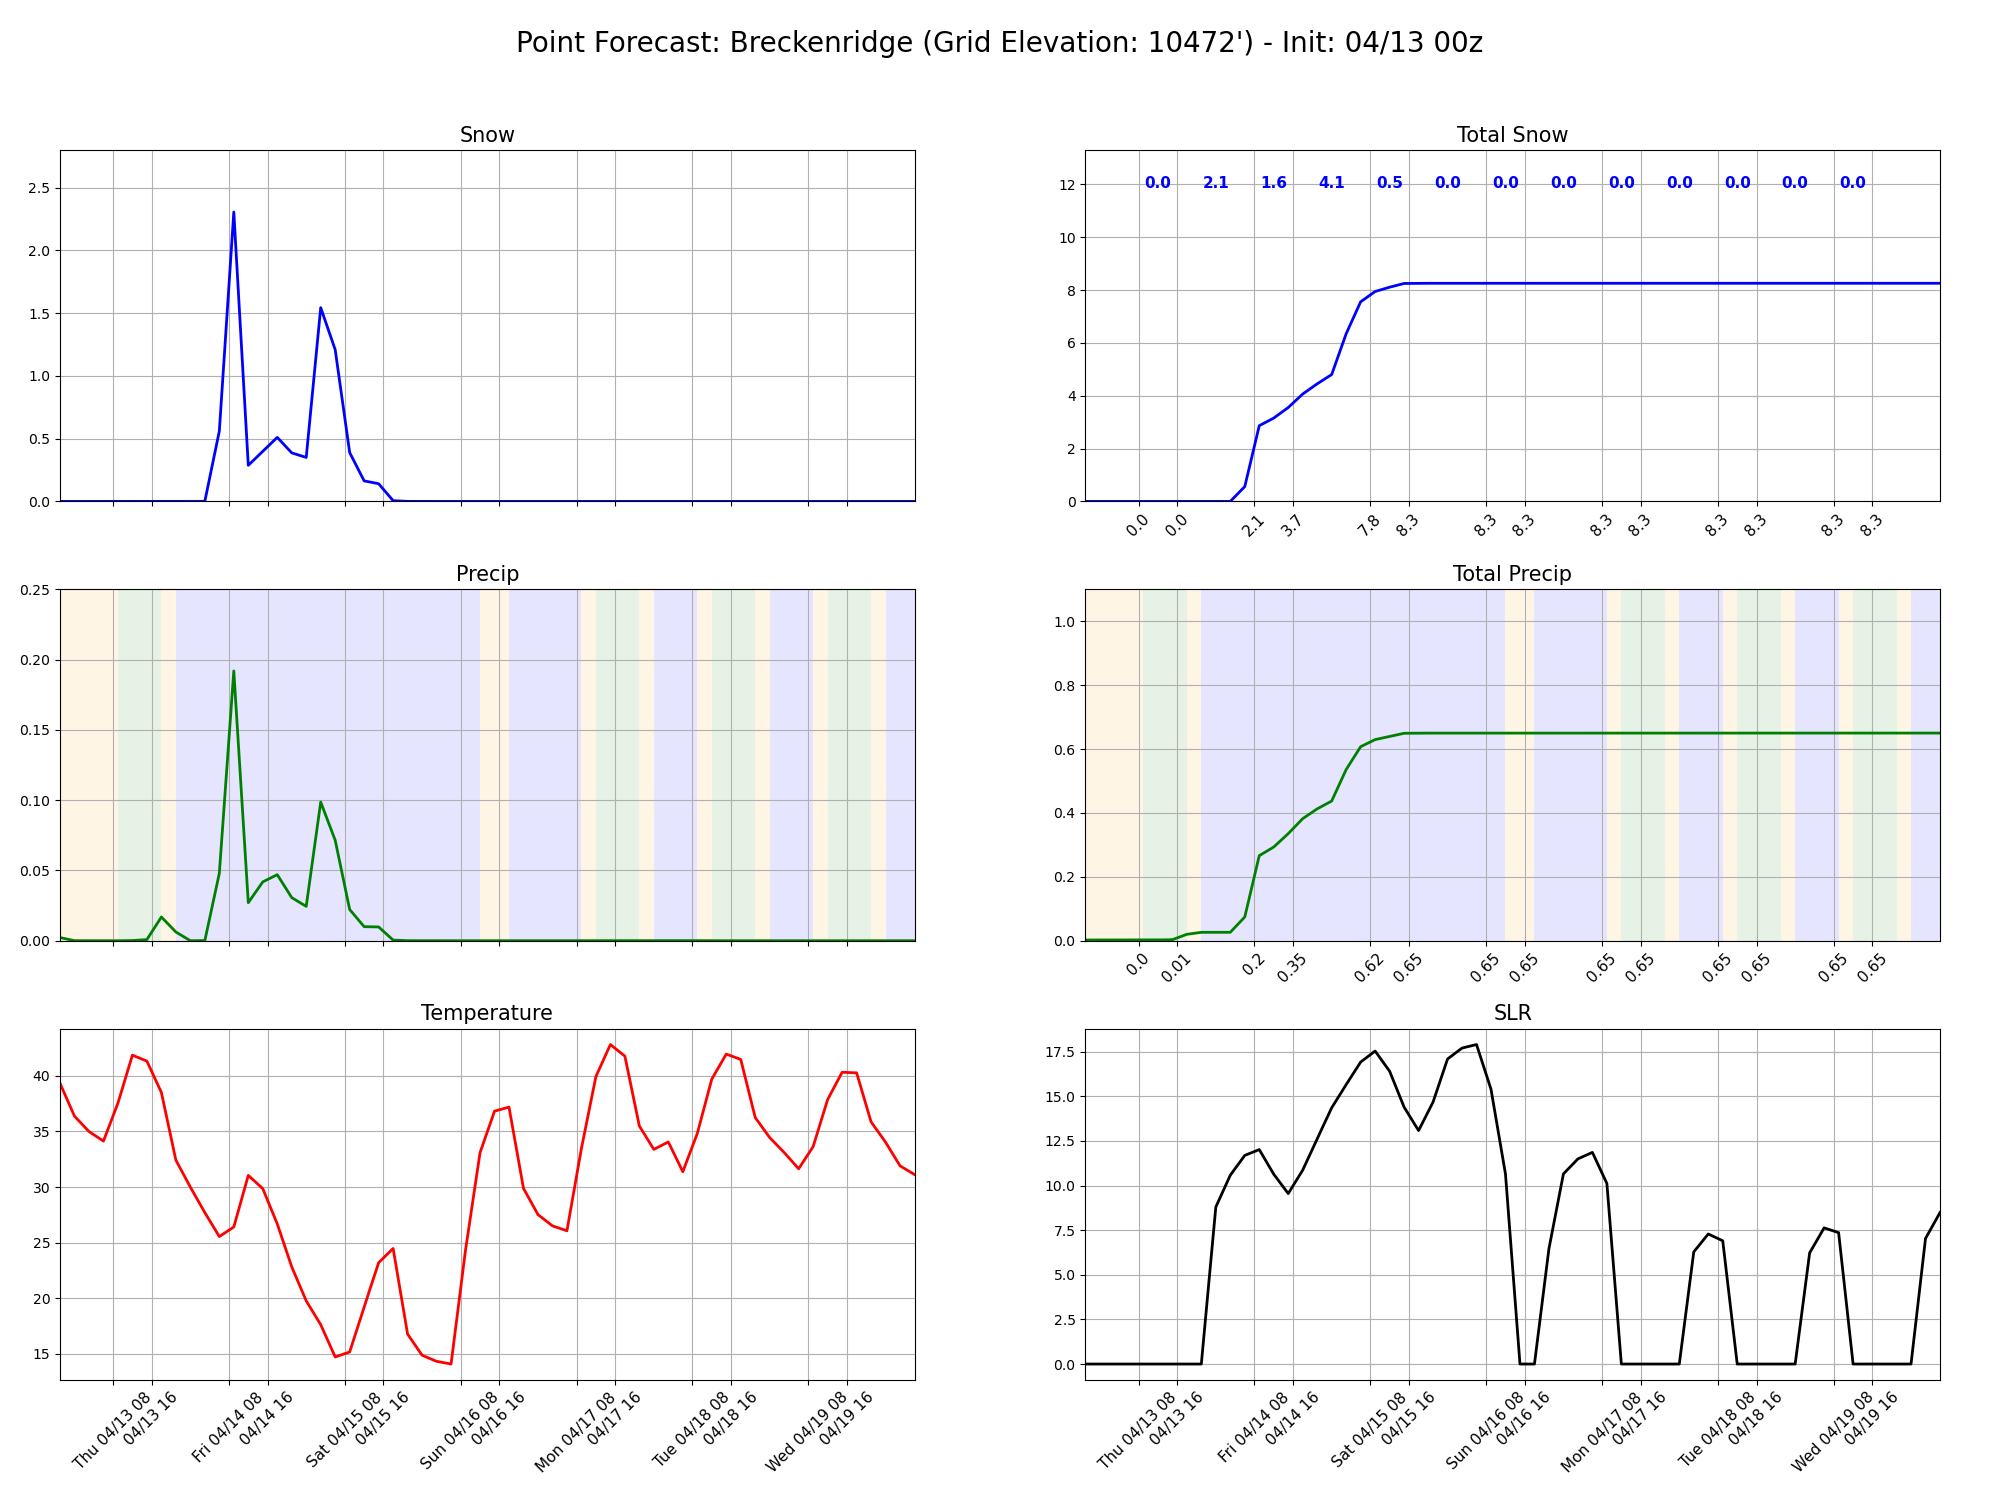 Point Forecast: Breckenridge (Grid Elevation: 10472') - Init: 04/13 00z
Snow
2.5
2.0
1.5
1.0
0.5
0.0
Total Snow
0.0 2.1 1.6 4.1 0.5 0.0 0.0 0.0 0.0 0.0 0.0 0.0 0.0
12
10
8
6
4
2
0
0.0 0.0 2.1 3.7 7.8 8.3 8.3 8.3 8.3 8.3 8.3 8.3 8.3 8.3
Precip
0.25
0.20
0.15
0.10
0.05
0.00
Total Precip
1.0
0.8
0.6
0.4
0.2
0.0
0.0 0.01 0.2 0.35 0.62 0.65 0.65 0.65 0.65 0.65 0.65 0.65 0.65 0.65
Temperature
40
35
30
25
20
15
Thu 04/13 08
04/13 16
Fri 04/14 08
04/14 16
Sat 04/15 08
04/15 16
Sun 04/16 08
04/16 16
Mon 04/17 08
04/17 16
Tue 04/18 08
04/18 16
Wed 04/19 08
04/19 16
SLR
17.5
15.0
12.5
10.0
7.5
5.0
2.5
0.0
Thu 04/13 08
04/13 16
Fri 04/14 08
04/14 16
Sat 04/15 08
04/15 16
Sun 04/16 08
04/16 16
Mon 04/17 08
04/17 16
Tue 04/18 08
04/18 16
Wed 04/19 08
04/19 16